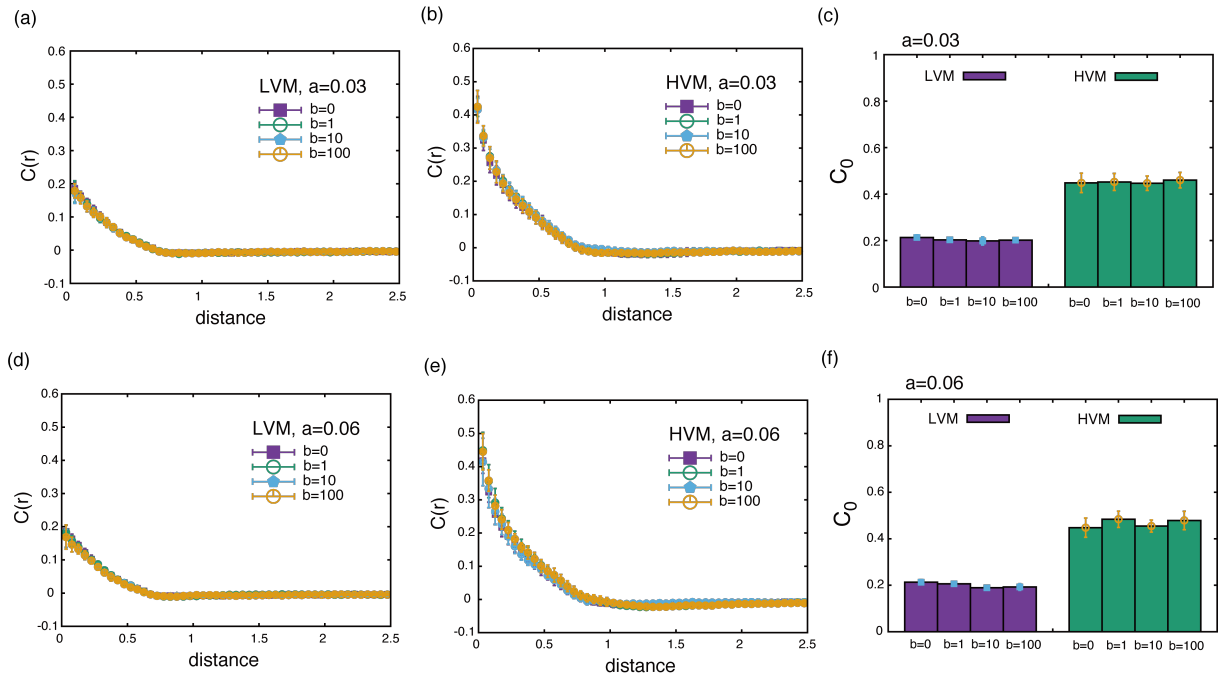 (a)
0.6
0.5
0.4
0.3
0.2
0.1
0
-0.1
C(r)
LVM, a=0.03
b=0
b=1
b=10
b=100
0 0.5 1 1.5 2 2.5
distance
(b)
0.6
0.5
0.4
0.3
0.2
0.1
0
-0.1
C(r)
HVM, a=0.03
b=0
b=1
b=10
b=100
0 0.5 1 1.5 2 2.5
distance
(c)
a=0.03
1
0.8
0.6
0.4
0.2
0
C0
LVM HVM
b=0 b=1 b=10 b=100 b=0 b=1 b=10 b=100
(d)
0.6
0.5
0.4
0.3
0.2
0.1
0
-0.1
C(r)
LVM, a=0.06
b=0
b=1
b=10
b=100
0 0.5 1 1.5 2 2.5
distance
(e)
0.6
0.5
0.4
0.3
0.2
0.1
0
-0.1
C(r)
HVM, a=0.06
b=0
b=1
b=10
b=100
0 0.5 1 1.5 2 2.5
distance
(f)
a=0.06
1
0.8
0.6
0.4
0.2
0
C0
LVM HVM
b=0 b=1 b=10 b=100 b=0 b=1 b=10 b=100